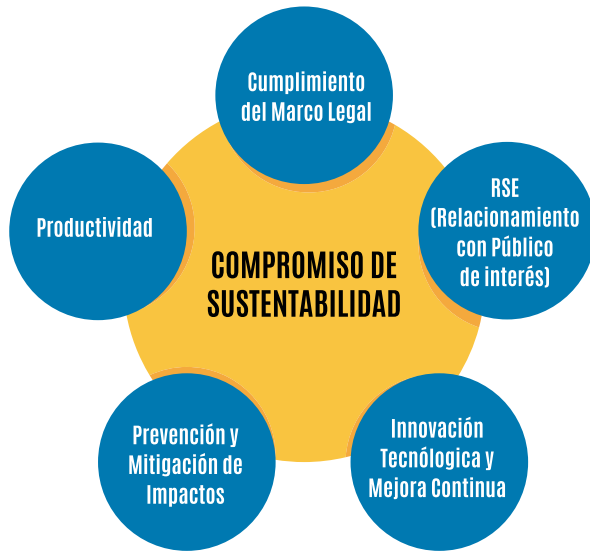 Cumplimiento
del Marco Legal
RSE
(Relacionamiento
con Público
de interés)
Productividad
COMPROMISO DE
SUSTENTABILIDAD
Innovación
Tecnólogica y
Mejora Continua
Prevención y
Mitigación de
Impactos